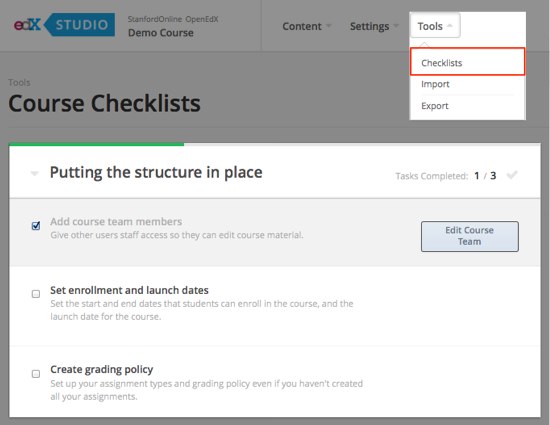 edX STUDIO
StanfordOnline OpenEdX
Demo Course
Content
Settings
Tools
Checklists
Import
Export
Tools
Course Checklists
Putting the structure in place
Tasks Completed: 1 / 3
Add course team members
Give other users staff access so they can edit course material.
Edit Course
Team
Set enrollment and launch dates
Set the start and end dates that students can enroll in the course, and the
launch date for the course.
Create grading policy
Set up your assignment types and grading policy even if you haven't created
all your assignments.